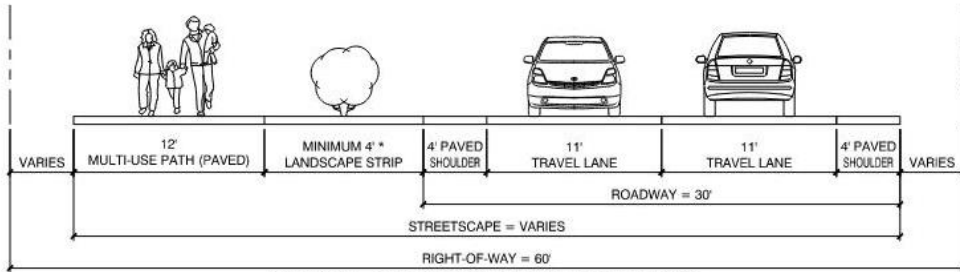 VARIES
12'
MULTI-USE PATH (PAVED)
MINIMUM 4' *
LANDSCAPE STRIP
4' PAVED
SHOULDER
11'
TRAVEL LANE
11'
TRAVEL LANE
4' PAVED
SHOULDER
VARIES
ROADWAY = 30'
STREETSCAPE = VARIES
RIGHT-OF-WAY = 60'